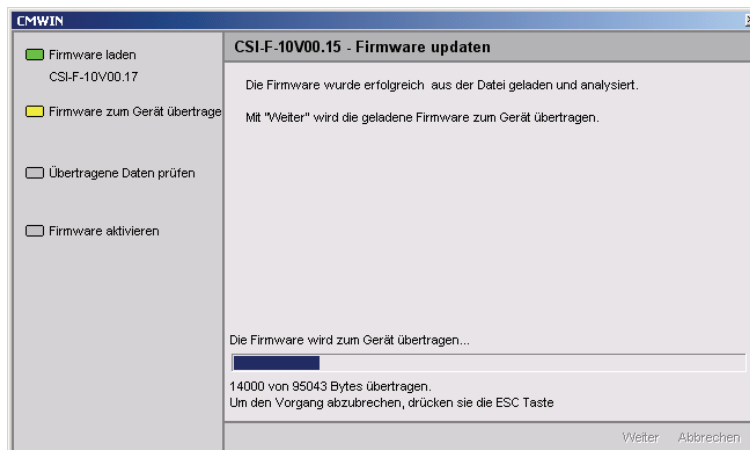 CMWIN
Firmware laden
CSI-F-10V00.17
Firmware zum Gerät übertrage
Übertragene Daten prüfen
Firmware aktivieren
CSI-F-10V00.15 - Firmware updaten
Die Firmware wurde erfolgreich aus der Datei geladen und analysiert.
Mit "Weiter" wird die geladene Firmware zum Gerät übertragen.
Die Firmware wird zum Gerät übertragen...
14000 von 95043 Bytes übertragen.
Um den Vorgang abzubrechen, drücken sie die ESC Taste
Weiter Abbrechen